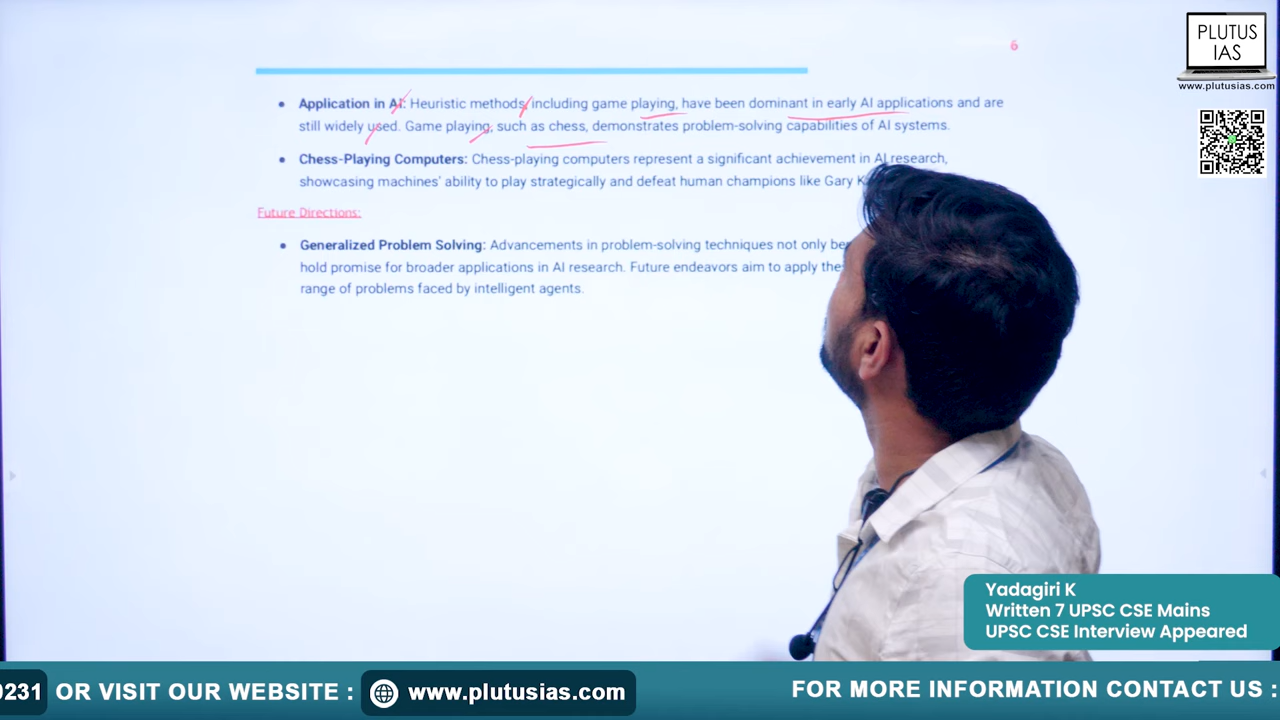 6
PLUTUS
IAS
www.plutusias.com
• Application in AI: Heuristic methods, including game playing, have been dominant in early AI applications and are
still widely used. Game playing, such as chess, demonstrates problem-solving capabilities of AI systems.
• Chess-Playing Computers: Chess-playing computers represent a significant achievement in AI research,
showcasing machines' ability to play strategically and defeat human champions like Gary
Future Directions:
• Generalized Problem Solving: Advancements in problem-solving techniques not only
hold promise for broader applications in AI research. Future endeavors aim to apply
range of problems faced by intelligent agents.
Yadagiri K
Written 7 UPSC CSE Mains
UPSC CSE Interview Appeared
0231 OR VISIT OUR WEBSITE : www.plutusias.com FOR MORE INFORMATION CONTACT US :